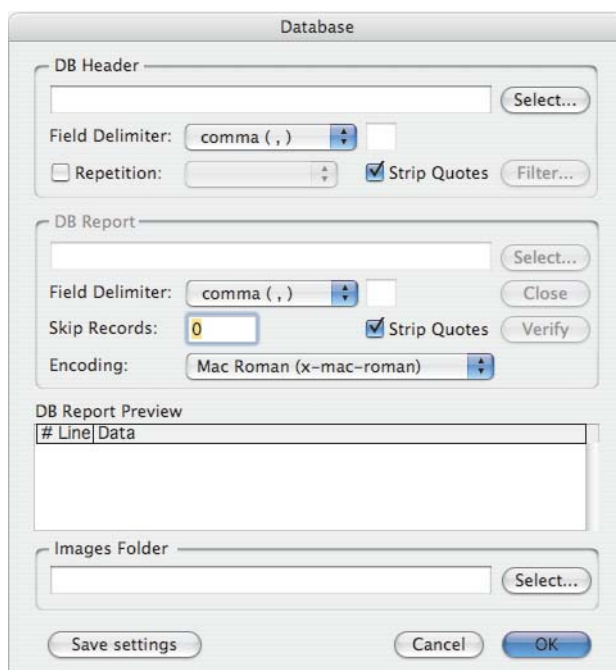 Database
DB Header
Select...
Field Delimiter: comma ( , )
Repetition: Strip Quotes Filter...
DB Report
Select...
Field Delimiter: comma ( , ) Close
Skip Records: 0 Strip Quotes Verify
Encoding: Mac Roman (x-mac-roman)
DB Report Preview
# Line Data
Images Folder
Select...
Save settings Cancel OK